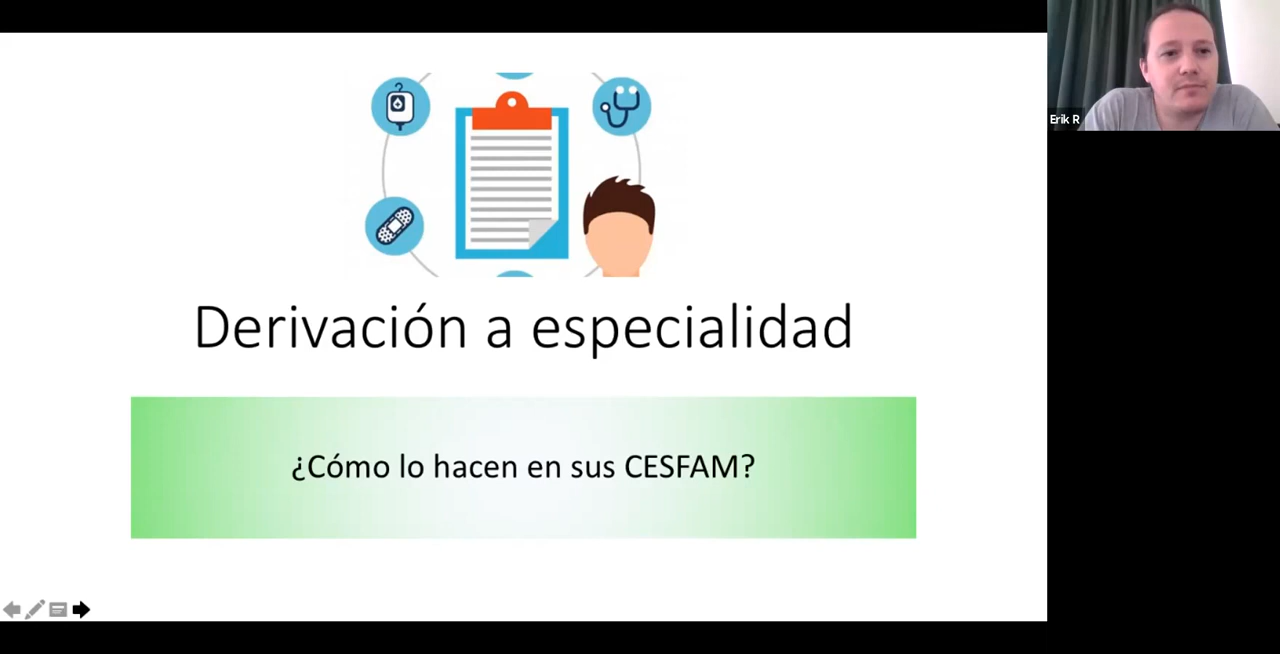 Erik R
Derivación a especialidad
¿Cómo lo hacen en sus CESFAM?